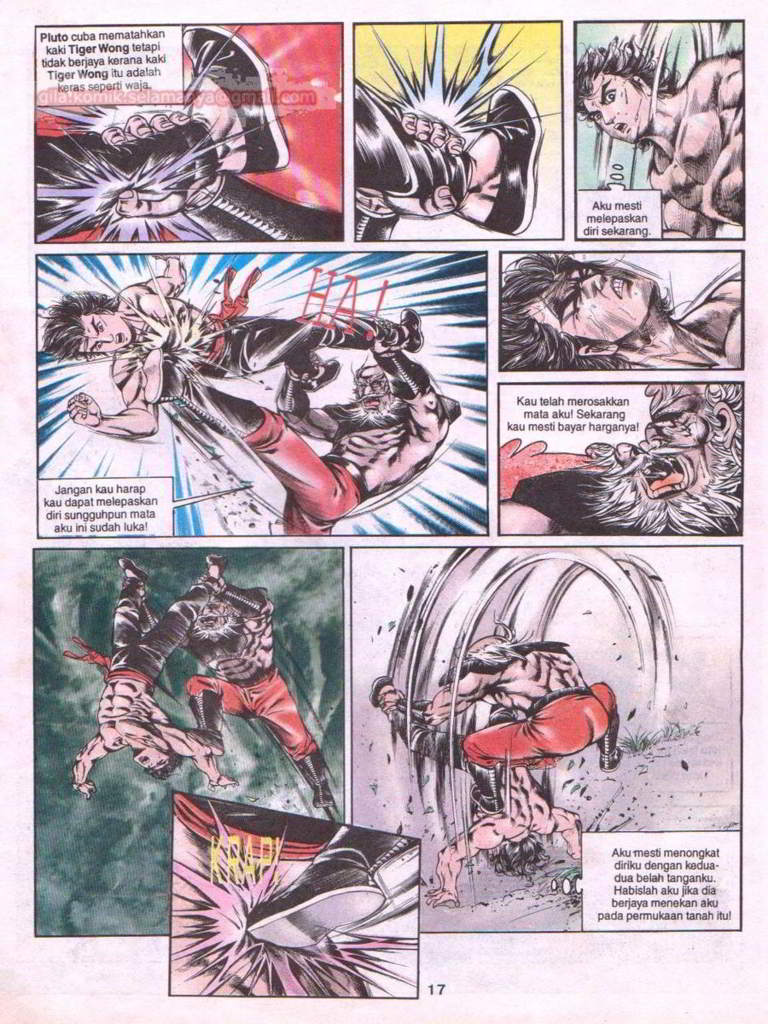 Pluto cuba mematahkan
kaki Tiger Wong tetapi
tidak berjaya kerana kaki
Tiger Wong itu adalah
keras seperti waja.
gila.komik.selamanya@gmail.com
Aku mesti
melepaskan
diri sekarang.
HA!
Jangan kau harap
kau dapat melepaskan
diri sungguhpun mata
aku ini sudah luka!
Kau telah merosakkan
mata aku! Sekarang
kau mesti bayar harganya!
KRAP!
Aku mesti menongkat
diriku dengan kedua-
dua belah tanganku.
Habislah aku jika dia
berjaya menekan aku
pada permukaan tanah itu!
17